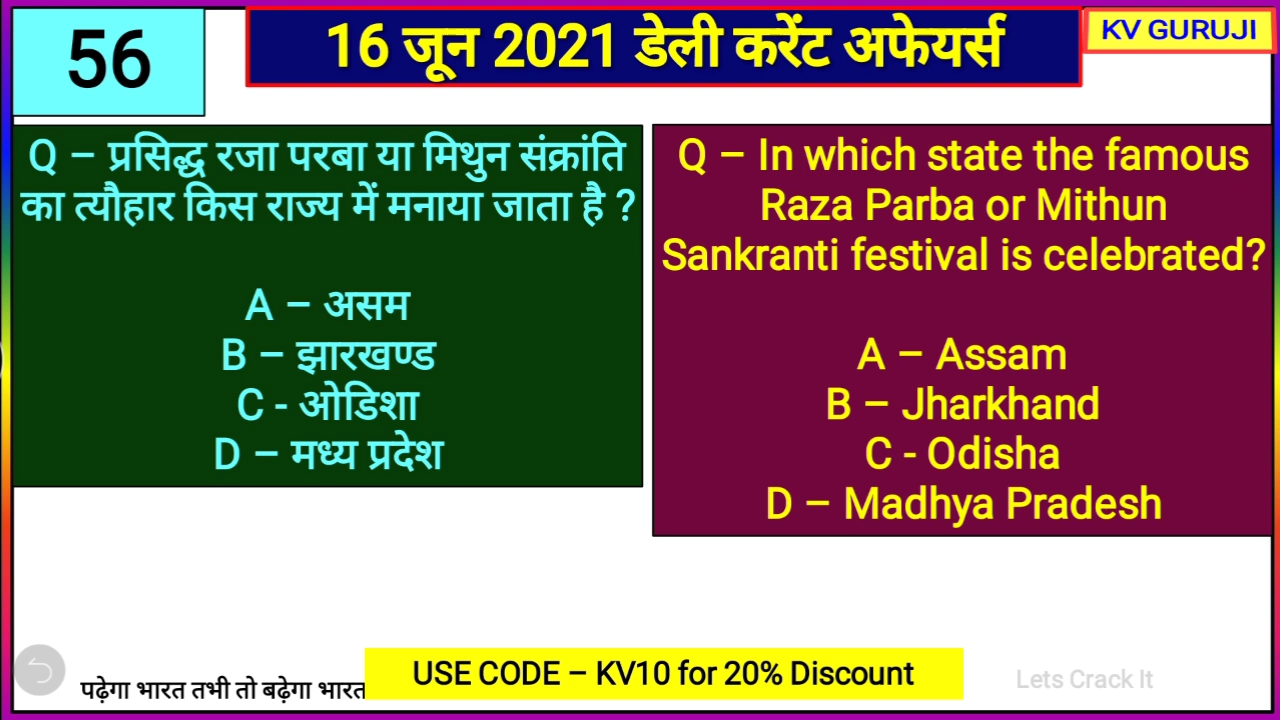 56
16 जून 2021 डेली करेंट अफेयर्स
KV GURUJI
Q – प्रसिद्ध रजा परबा या मिथुन संक्रांति
का त्यौहार किस राज्य में मनाया जाता है ?
A – असम
B – झारखण्ड
C - ओडिशा
D – मध्य प्रदेश
Q – In which state the famous
Raza Parba or Mithun
Sankranti festival is celebrated?
A – Assam
B – Jharkhand
C - Odisha
D – Madhya Pradesh
पढ़ेगा भारत तभी तो बढ़ेगा भारत
USE CODE – KV10 for 20% Discount
Lets Crack It